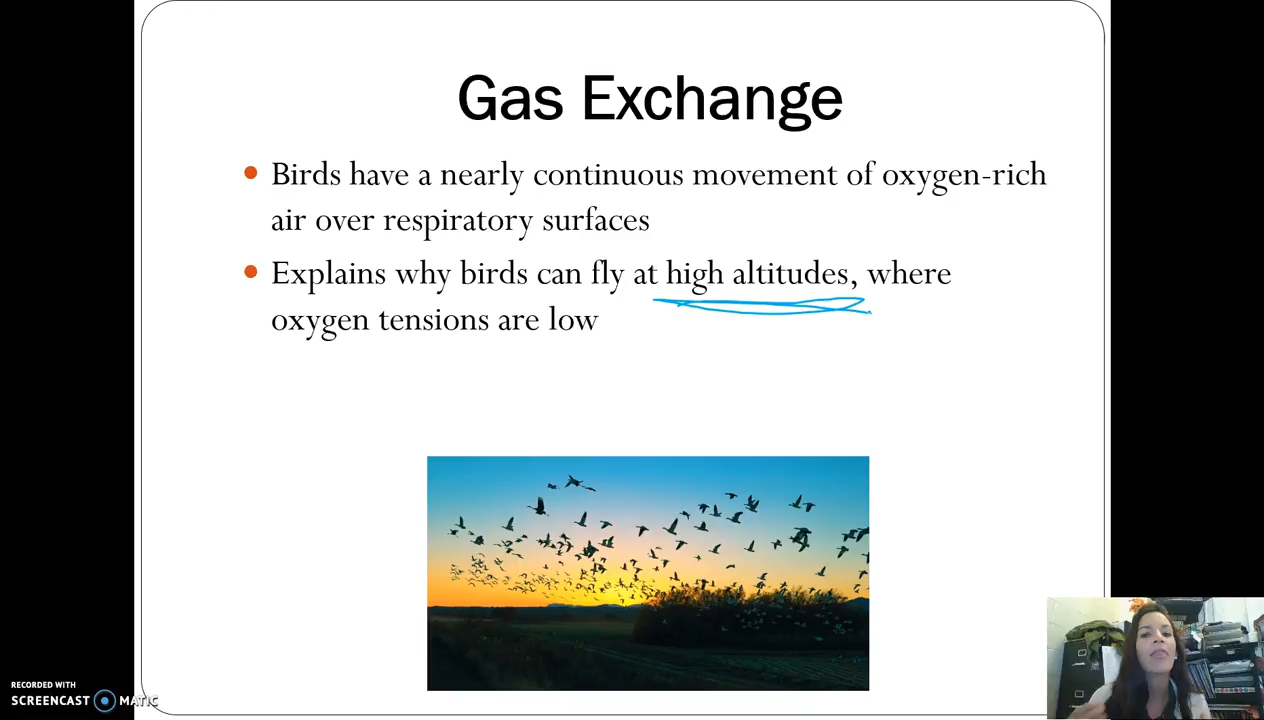 Gas Exchange
Birds have a nearly continuous movement of oxygen-rich
air over respiratory surfaces
Explains why birds can fly at high altitudes, where
oxygen tensions are low
RECORDED WITH
SCREENCAST MATIC